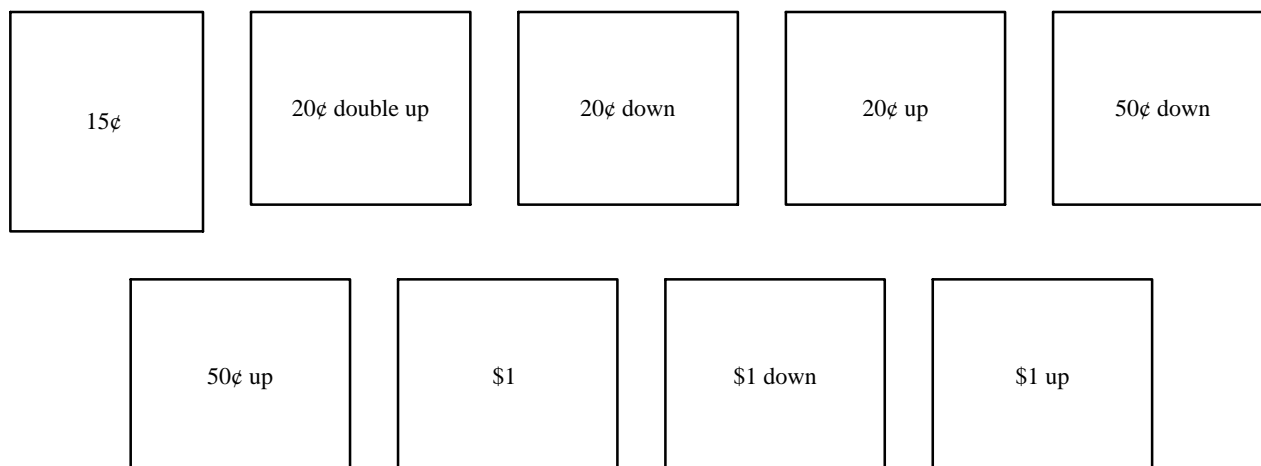 15¢
20¢ double up
20¢ down
20¢ up
50¢ down
50¢ up
$1
$1 down
$1 up